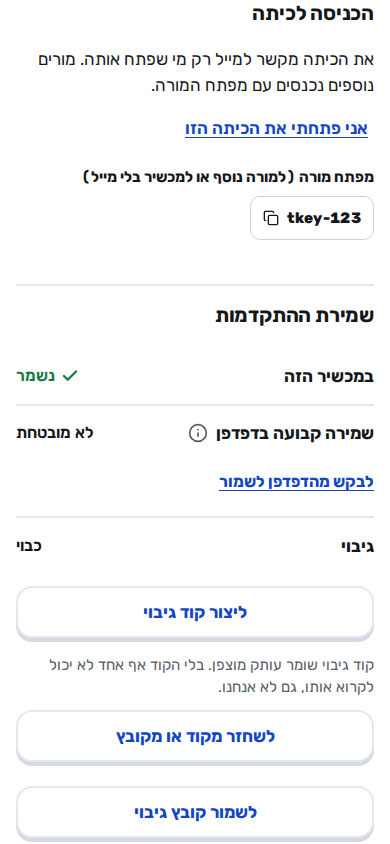 הכניסה לכיתה
את הכיתה מקשר למייל רק מי שפתח אותה. מורים
נוספים נכנסים עם מפתח המורה.
אני פתחתי את הכיתה הזו
מפתח מורה (למורה נוסף או למכשיר בלי מייל)
tkey-123
שמירת ההתקדמות
במכשיר הזה נשמר
שמירה קבועה בדפדפן לא מובטחת
לבקש מהדפדפן לשמור
גיבוי כבוי
ליצור קוד גיבוי
קוד גיבוי שומר עותק מוצפן. בלי הקוד אף אחד לא יכול
לקרוא אותו, גם לא אנחנו.
לשחזר מקוד או מקובץ
לשמור קובץ גיבוי